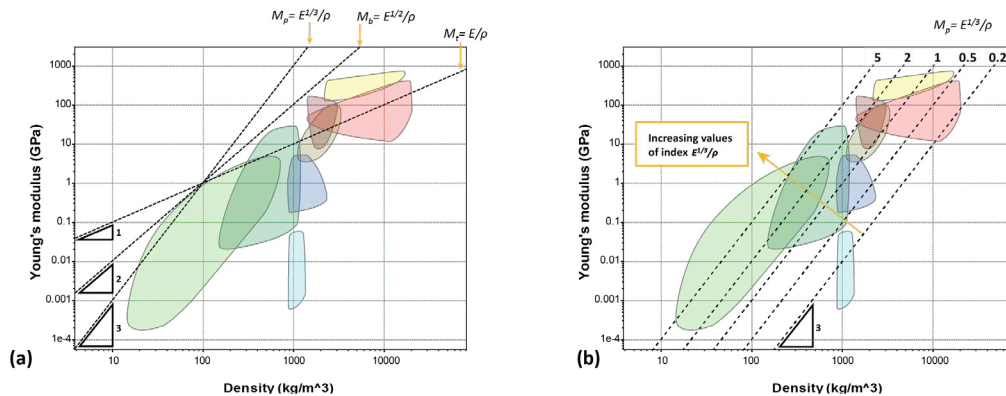 M_p = E^1/3/ρ
M_b = E^1/2/ρ
M_t = E/ρ
1000
100
10
1
0.1
0.01
0.001
1e-4
Young's modulus (GPa)
1
2
3
10
100
1000
10000
Density (kg/m^3)
(a)
M_p = E^1/3/ρ
5 2 1 0.5 0.2
1000
100
10
1
0.1
0.01
0.001
1e-4
Young's modulus (GPa)
Increasing values
of index E^1/3/ρ
3
10
100
1000
10000
Density (kg/m^3)
(b)